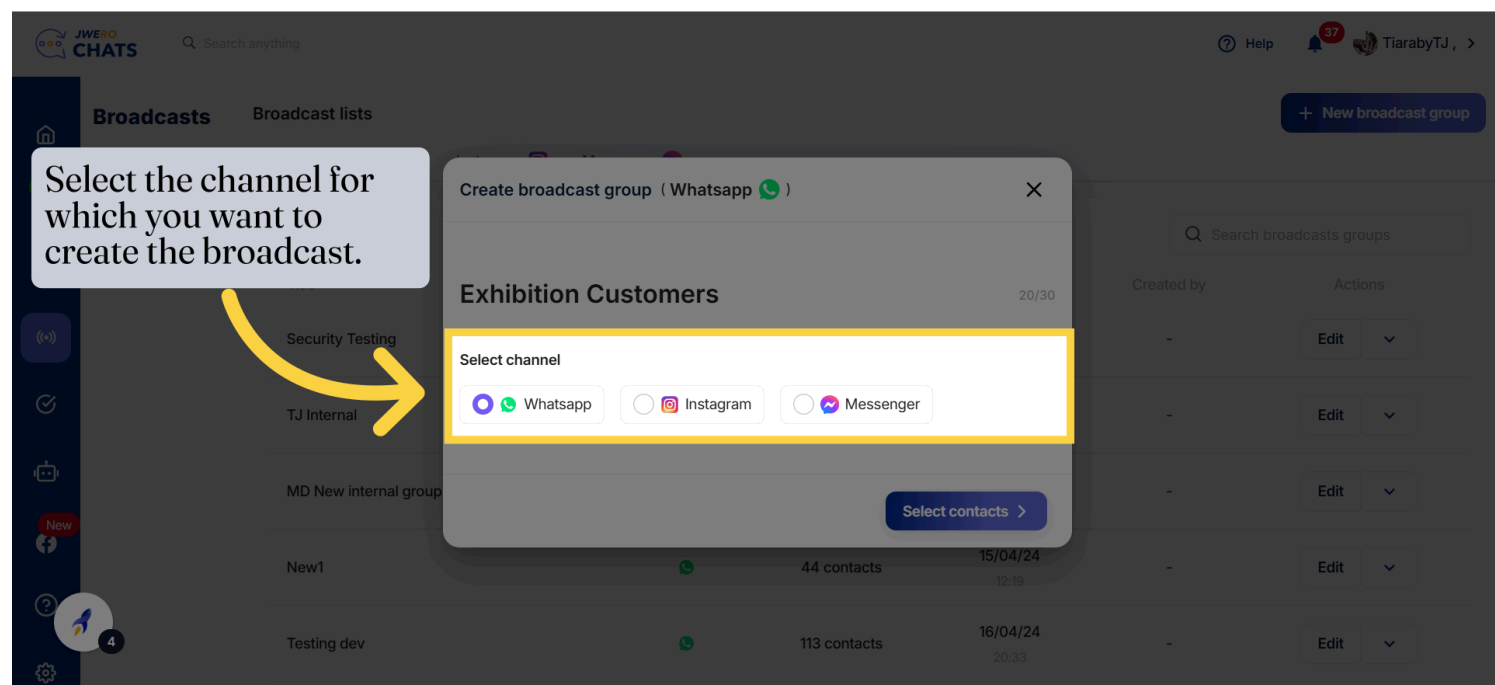 JWERO
CHATS
Search anything
Help
37
TiarabyTJ ,
Broadcasts
Broadcast lists
+ New broadcast group
Select the channel for
which you want to
create the broadcast.
Create broadcast group ( Whatsapp )
Search broadcasts groups
Exhibition Customers
20/30
Created by
Actions
Security Testing
-
Edit
Select channel
Whatsapp
Instagram
Messenger
TJ Internal
-
Edit
MD New internal group
-
Edit
Select contacts
New
New1
44 contacts
15/04/24
12:19
-
Edit
4
Testing dev
113 contacts
16/04/24
20:33
-
Edit